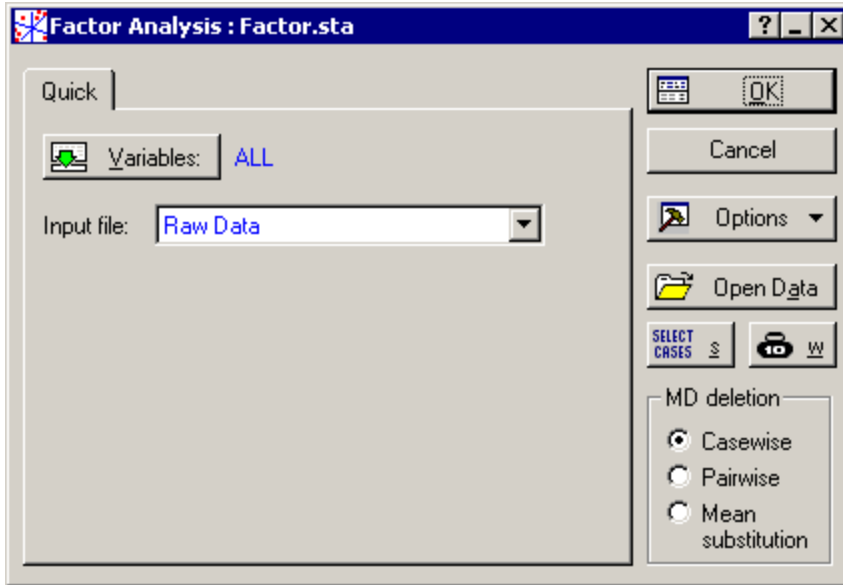 Factor Analysis : Factor.sta
Quick
Variables: ALL
Input file: Raw Data
OK
Cancel
Options
Open Data
SELECT CASES S
10 W
MD deletion
Casewise
Pairwise
Mean
substitution